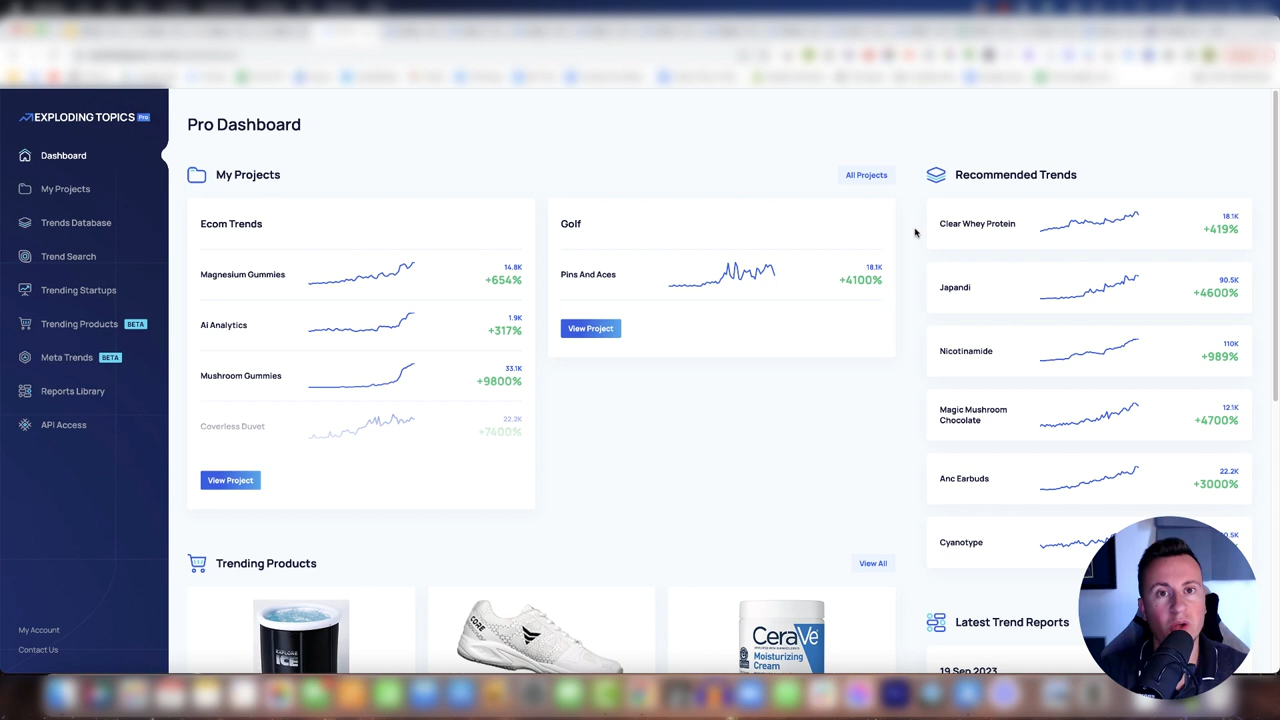 EXPLODING TOPICS Pro
Dashboard
My Projects
Trends Database
Trend Search
Trending Startups
Trending Products BETA
Meta Trends BETA
Reports Library
API Access
My Account
Contact Us
Pro Dashboard
My Projects
All Projects
Ecom Trends
Magnesium Gummies
14.8K
+654%
Ai Analytics
1.9K
+317%
Mushroom Gummies
33.1K
+9800%
Coverless Duvet
22.2K
+7400%
View Project
Golf
Pins And Aces
18.1K
+4100%
View Project
Trending Products
View All
EXPLORE
ICE
CORE
CeraVe
Moisturizing
Cream
Recommended Trends
Clear Whey Protein
18.1K
+419%
Japandi
90.5K
+4600%
Nicotinamide
110K
+989%
Magic Mushroom
Chocolate
12.1K
+4700%
Anc Earbuds
22.2K
+3000%
Cyanotype
Latest Trend Reports
19 Sep 2023